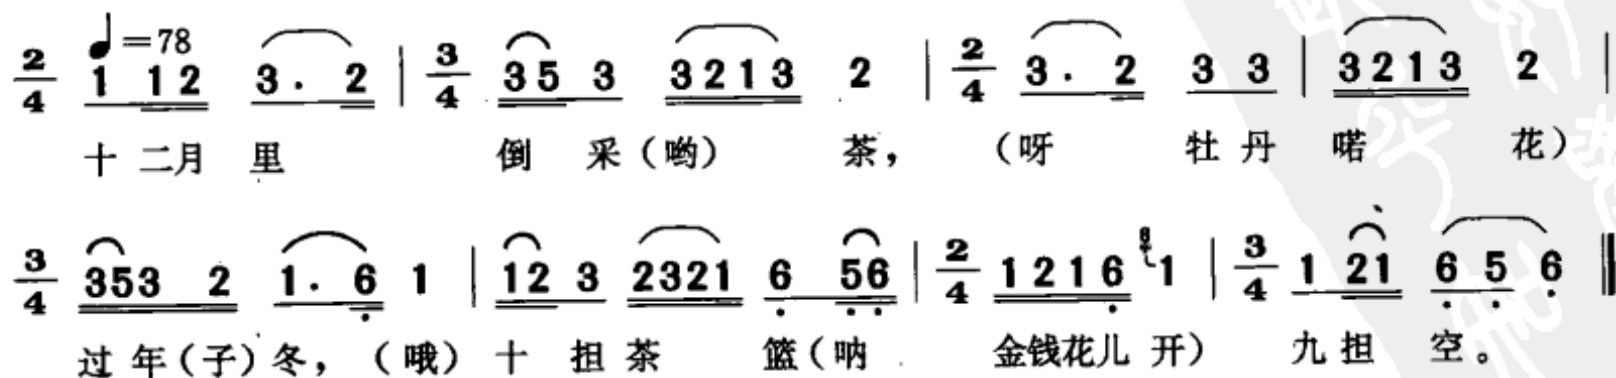 2/4 ♩=78 1 12 3. 2 | 3/4 35 3 3213 2 | 2/4 3. 2 3 3 | 3213 2 |
十 二月 里 倒 采（哟） 茶， （呀 牡 丹 喏 花）
3/4 353 2 1. 6 1 | 12 3 2321 6 56 | 2/4 1216 1 | 3/4 1 21 6 5 6 ‖
过 年（子）冬，（哦） 十 担 茶 篮（呐 金钱花儿 开） 九 担 空。